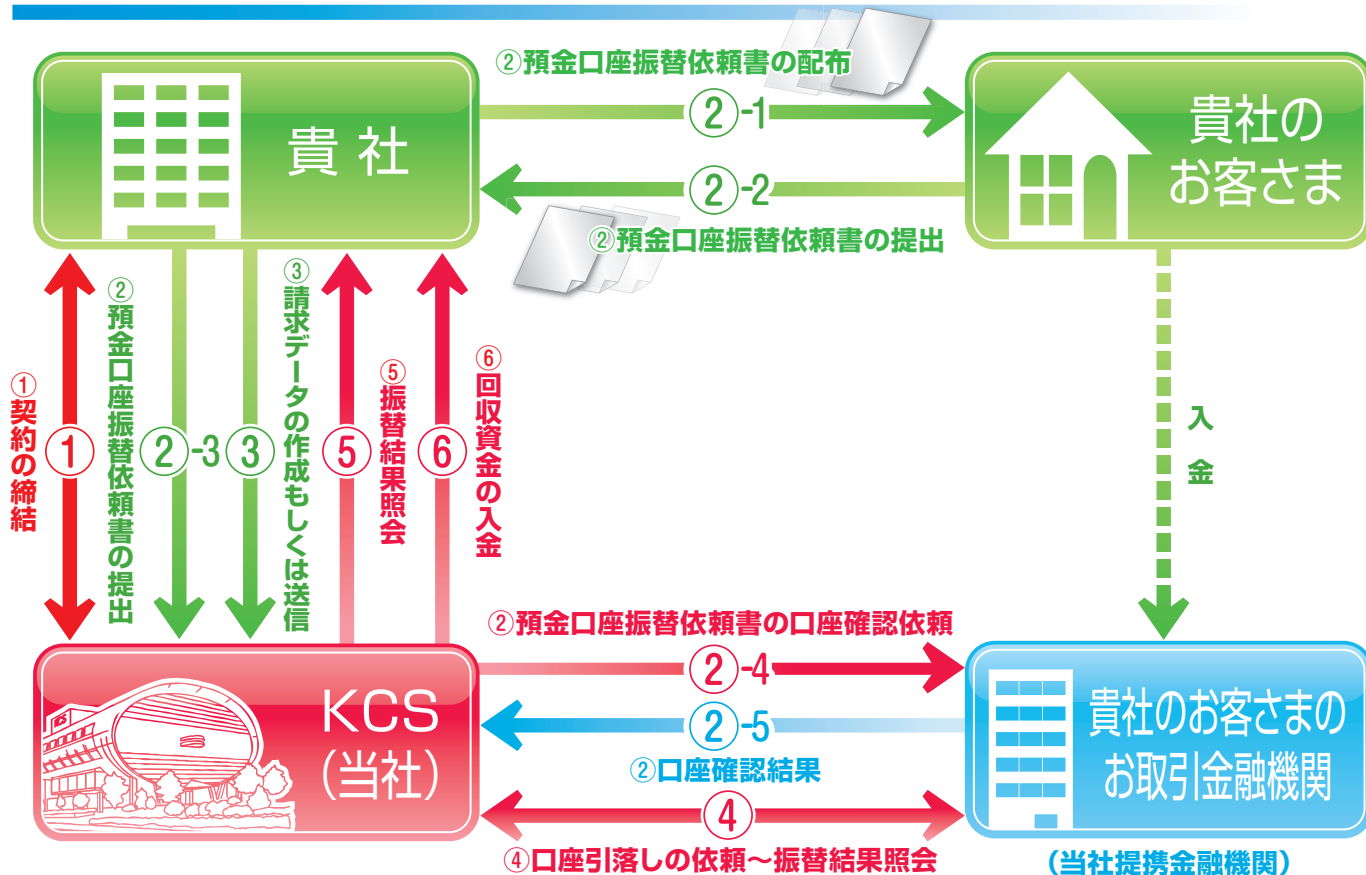 ②預金口座振替依頼書の配布
②-1
貴社
貴社の
お客さま
②-2
②預金口座振替依頼書の提出
①契約の締結
①
②預金口座振替依頼書の提出
②-3
③
③請求データの作成もしくは送信
⑤
⑤振替結果照会
⑥
⑥回収資金の入金
入金
②預金口座振替依頼書の口座確認依頼
②-4
KCS
KCS
(当社)
②-5
②口座確認結果
貴社のお客さまの
お取引金融機関
④
④口座引落しの依頼～振替結果照会
(当社提携金融機関)